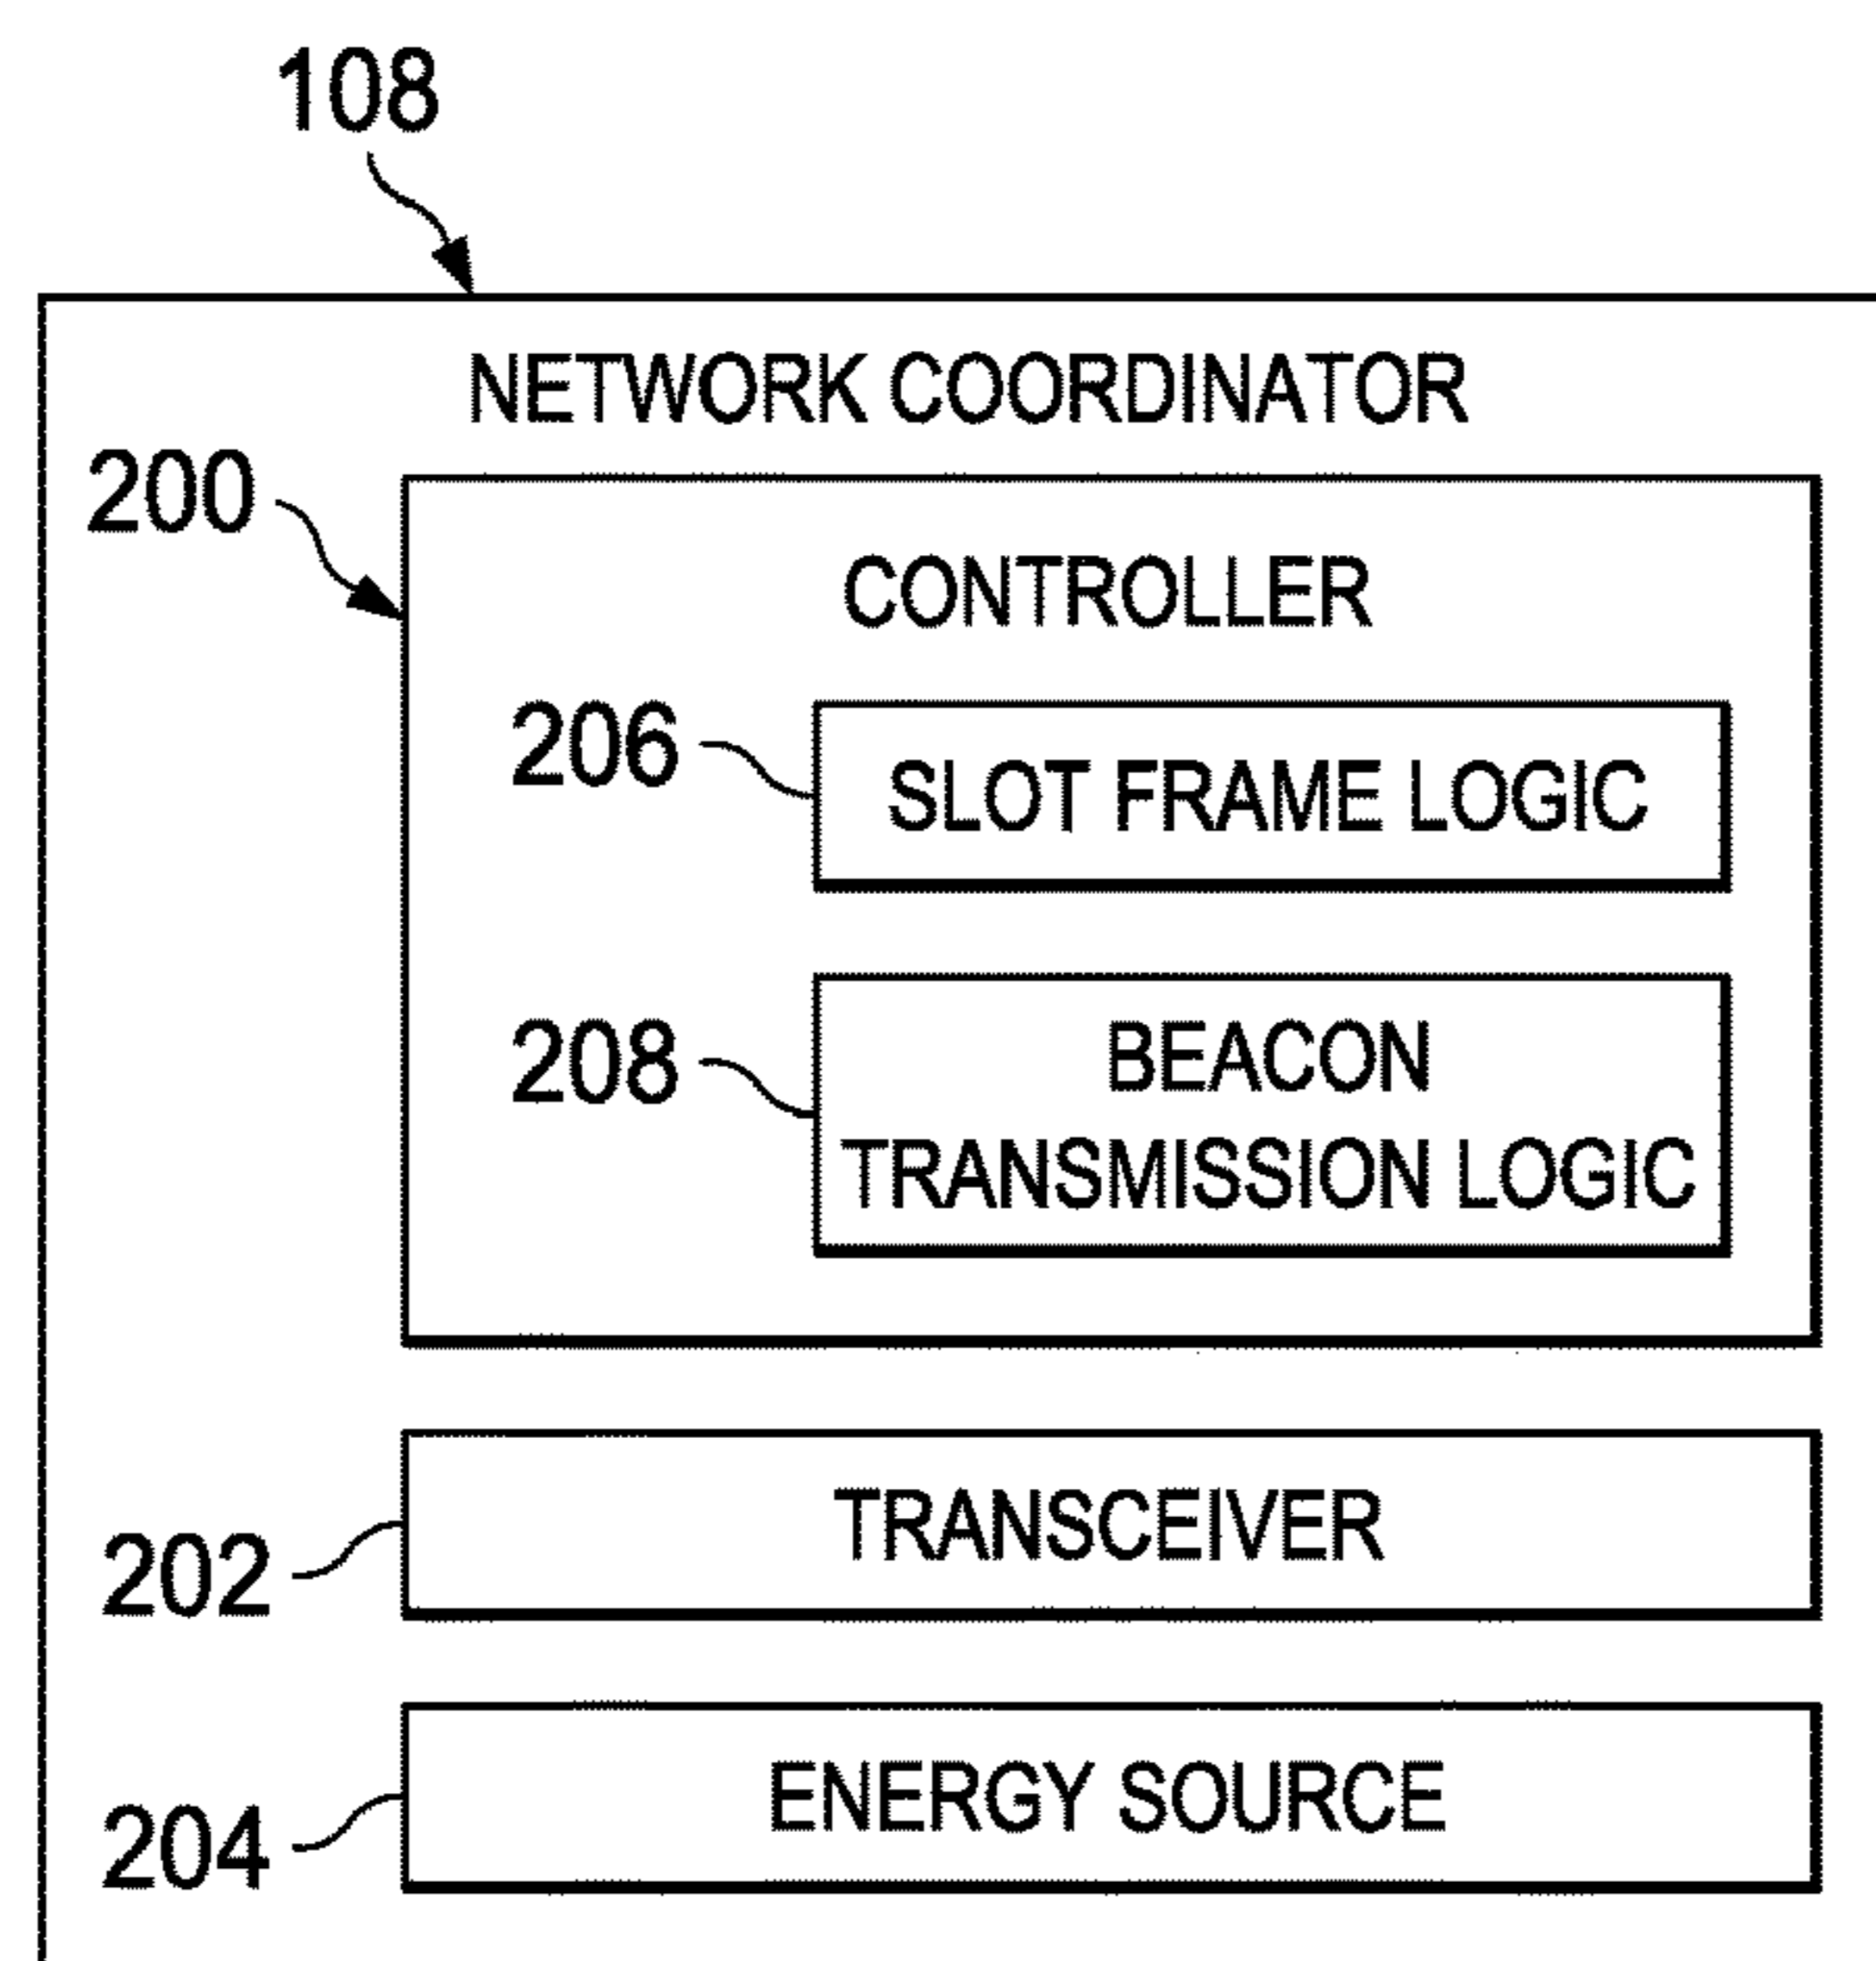 108
NETWORK COORDINATOR
200
CONTROLLER
206
SLOT FRAME LOGIC
208
BEACON
TRANSMISSION LOGIC
202
TRANSCEIVER
204
ENERGY SOURCE